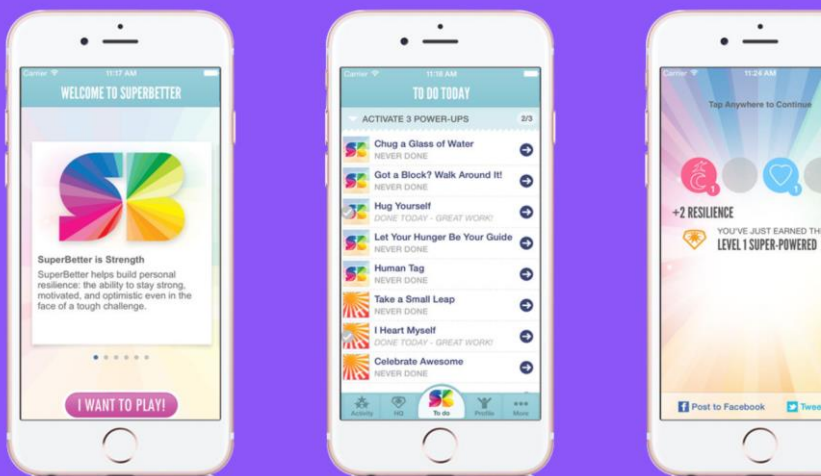 Carrier
11:17 AM
WELCOME TO SUPERBETTER
SB
SuperBetter is Strength
SuperBetter helps build personal
resilience: the ability to stay strong,
motivated, and optimistic even in the
face of a tough challenge.
I WANT TO PLAY!
Carrier
11:18 AM
TO DO TODAY
ACTIVATE 3 POWER-UPS
2/3
Chug a Glass of Water
NEVER DONE
Got a Block? Walk Around It!
NEVER DONE
Hug Yourself
DONE TODAY - GREAT WORK!
Let Your Hunger Be Your Guide
NEVER DONE
Human Tag
NEVER DONE
Take a Small Leap
NEVER DONE
I Heart Myself
DONE TODAY - GREAT WORK!
Celebrate Awesome
NEVER DONE
Activity
HQ
To do
Profile
More
Carrier
11:24 AM
Tap Anywhere to Continue
1
1
+2 RESILIENCE
YOU'VE JUST EARNED TH
LEVEL 1 SUPER-POWERED
Post to Facebook
Twee